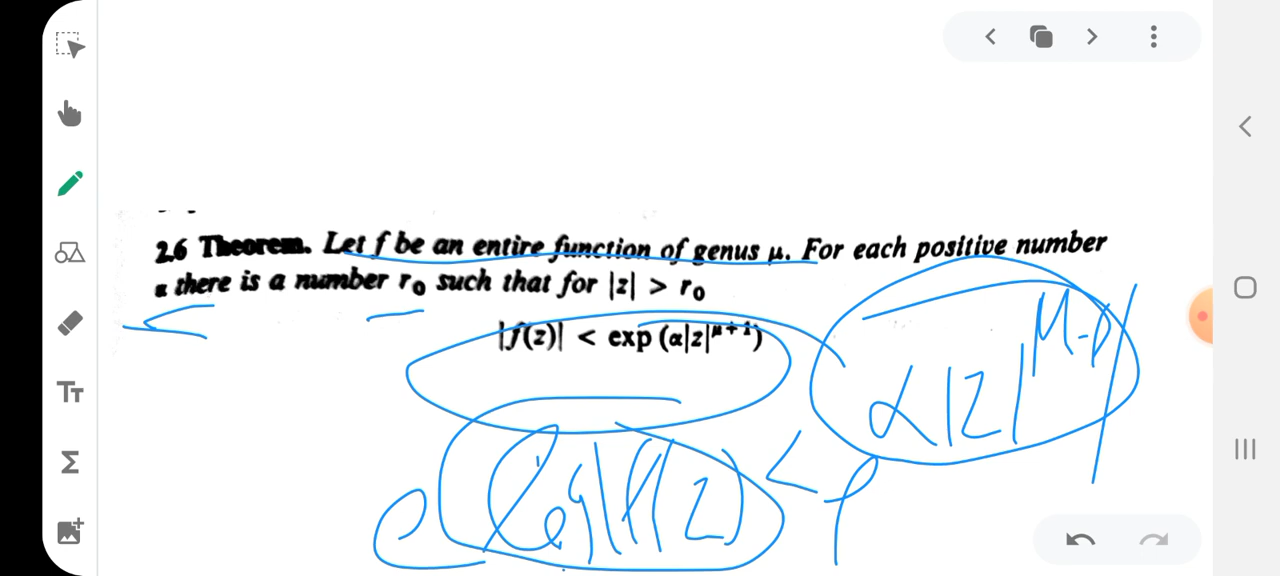 2.6 Theorem. Let f be an entire function of genus μ. For each positive number
α there is a number r₀ such that for |z| > r₀
|f(z)| < exp (α|z|^μ+1)
α|z|^μ+1
e log|f(z)| < e
Tт
Σ